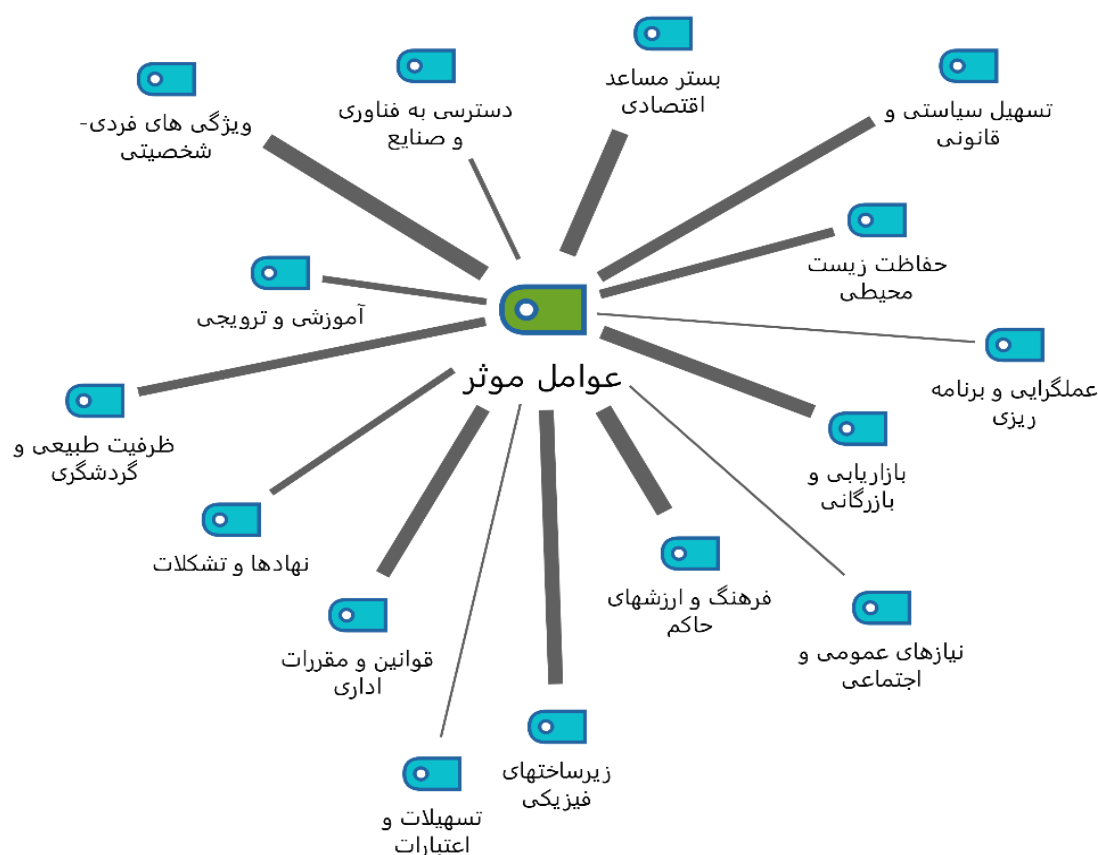 بستر مساعد
اقتصادی
تسهیل سیاستی و
قانونی
دسترسی به فناوری
و صنایع
ویژگی های فردی-
شخصیتی
حفاظت زیست
محیطی
آموزشی و ترویجی
عملگرایی و برنامه
ریزی
عوامل موثر
ظرفیت طبیعی و
گردشگری
بازاریابی و
بازرگانی
نهادها و تشکلات
فرهنگ و ارزشهای
حاکم
نیازهای عمومی و
اجتماعی
قوانین و مقررات
اداری
زیرساختهای
فیزیکی
تسهیلات و
اعتبارات